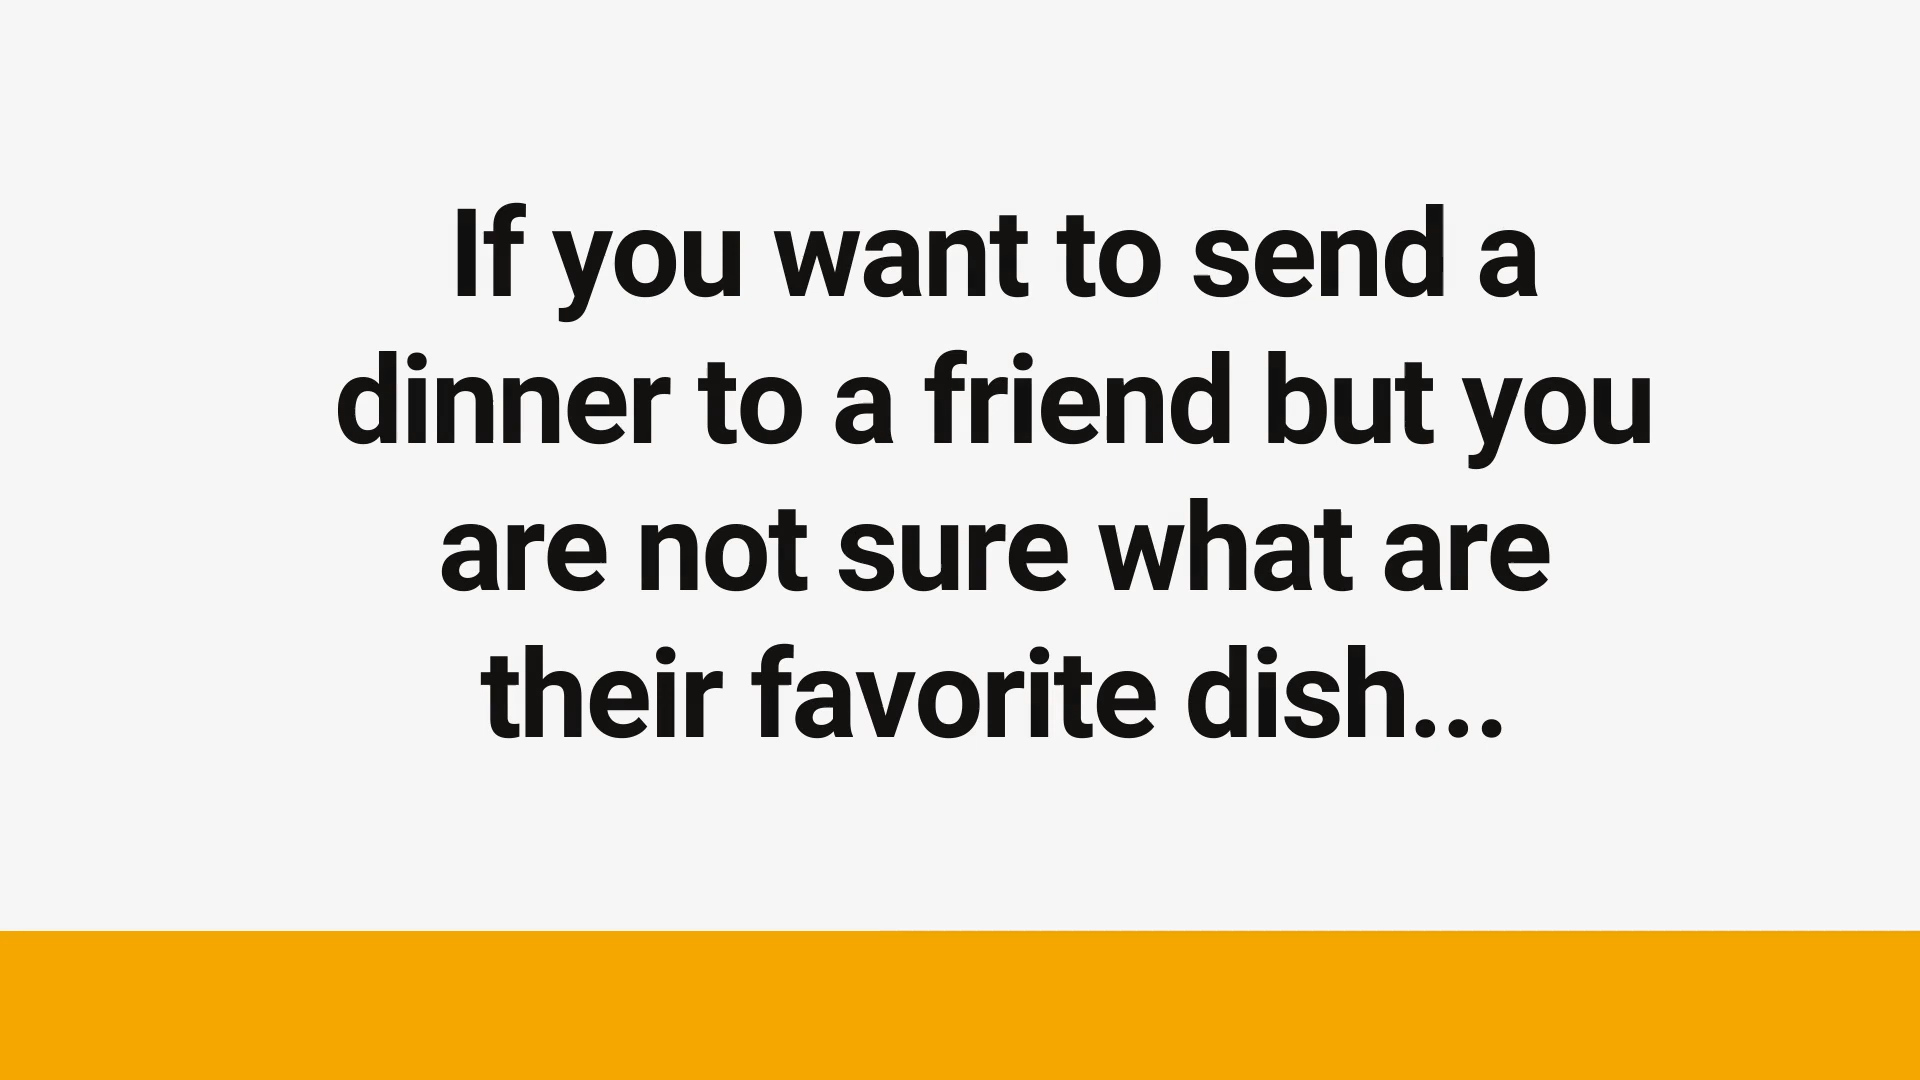 If you want to send a
dinner to a friend but you
are not sure what are
their favorite dish...